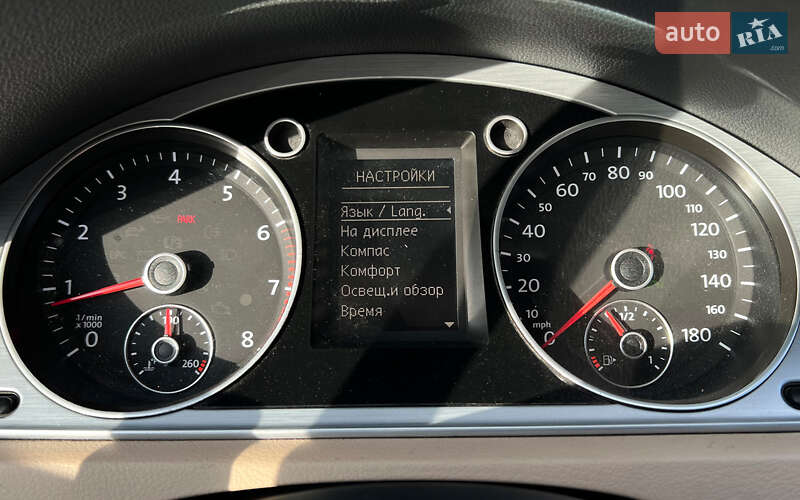 auto RIA.com
НАСТРОЙКИ
Язык / Lang.
На дисплее
Компас
Комфорт
Освещ.и обзор
Время
0 1 2 3 4 5 6 7 8
1/min
x 1000
PARK
130
260
0 20 40 60 80 100 120 140 180
10 30 50 90 110 130 160
mph
1/2
1